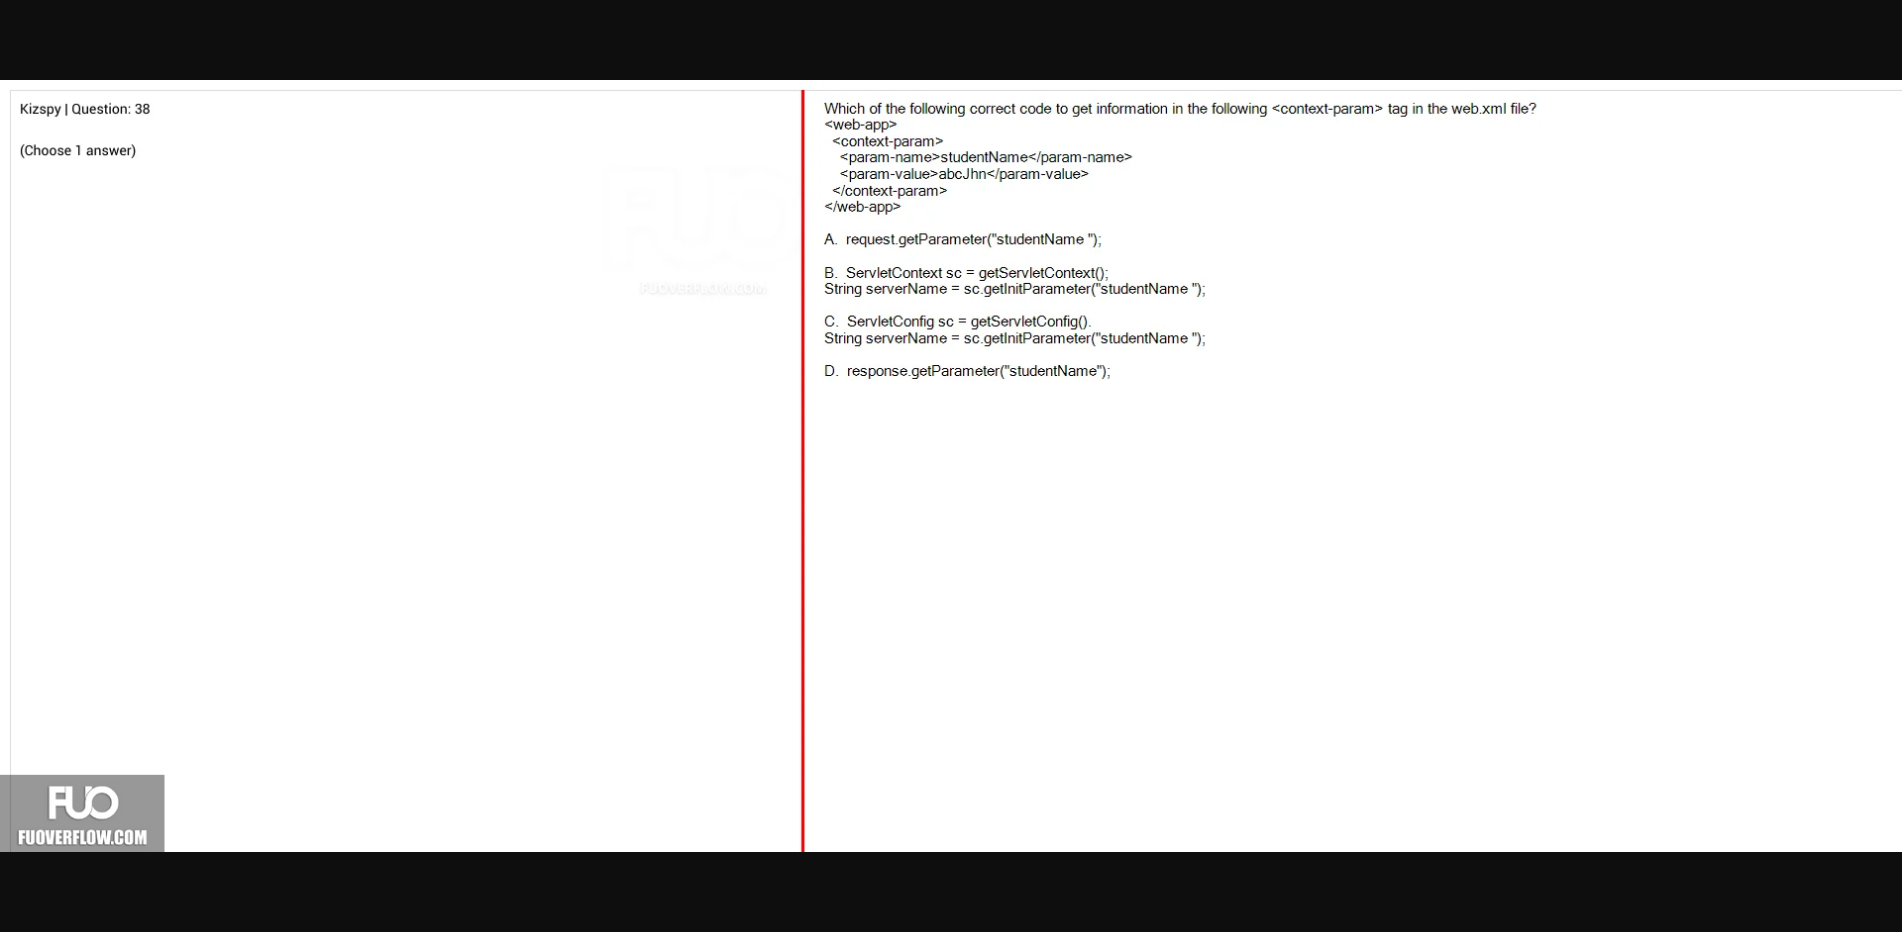 Kizspy | Question: 38
(Choose 1 answer)
Which of the following correct code to get information in the following <context-param> tag in the web.xml file?
<web-app>
<context-param>
<param-name>studentName</param-name>
<param-value>abcJhn</param-value>
</context-param>
</web-app>
A. request.getParameter("studentName ");
B. ServletContext sc = getServletContext();
String serverName = sc.getInitParameter("studentName ");
C. ServletConfig sc = getServletConfig().
String serverName = sc.getInitParameter("studentName ");
D. response.getParameter("studentName");
FUO
FUOVERFLOW.COM
FUO
FUOVERFLOW.COM